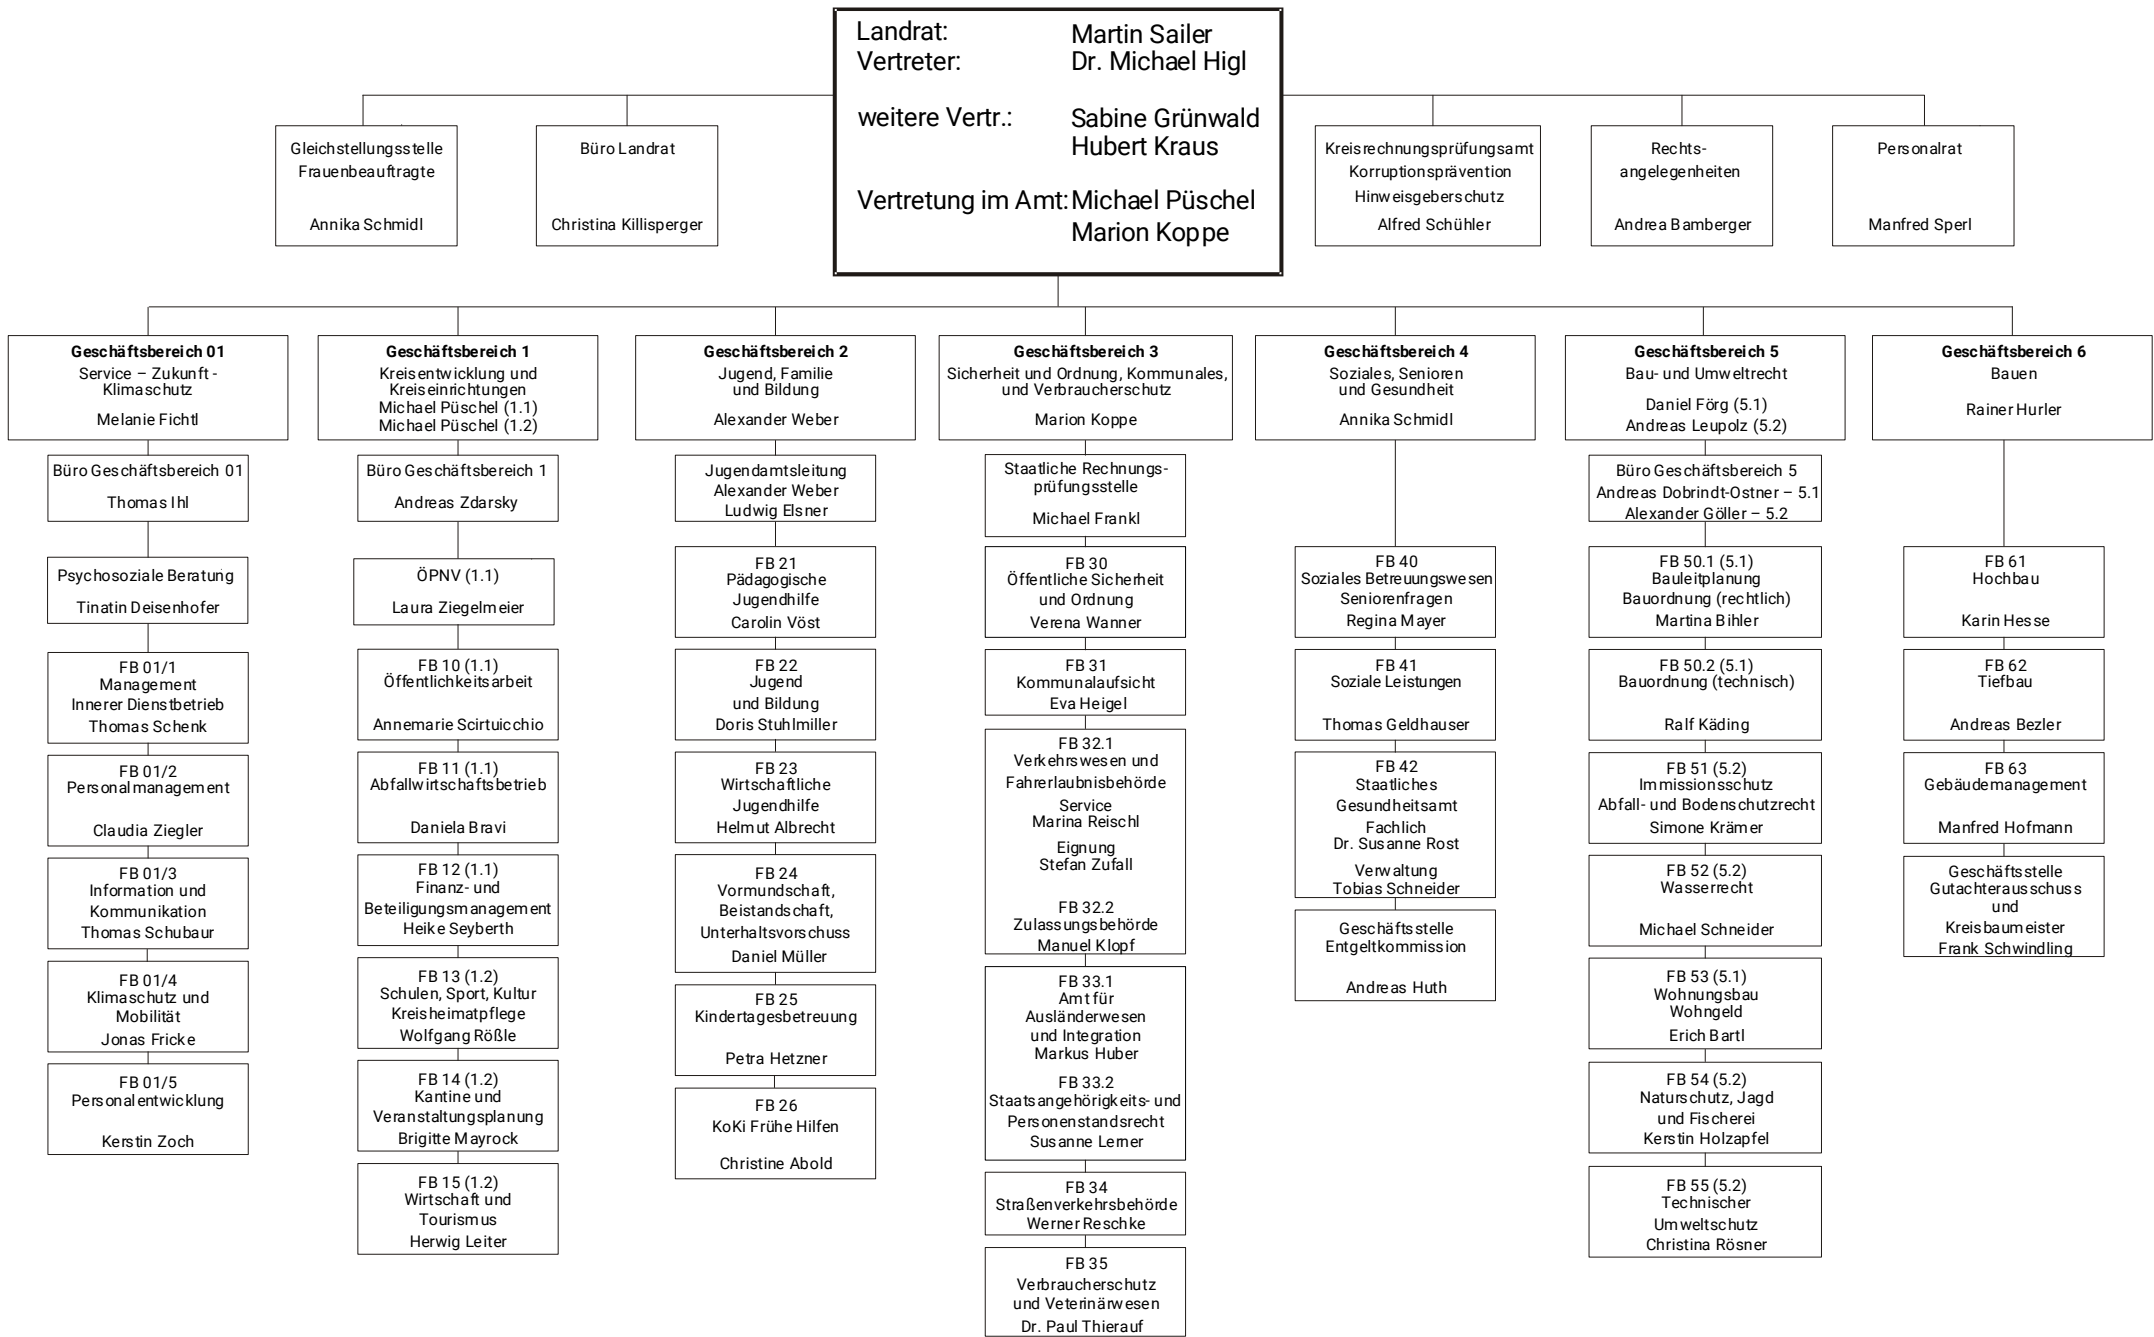 Landrat: Martin Sailer
Vertreter: Dr. Michael Higl
weitere Vertr.: Sabine Grünwald
Hubert Kraus
Vertretung im Amt: Michael Püschel
Marion Koppe
Gleichstellungsstelle
Frauenbeauftragte
Annika Schmidl
Büro Landrat
Christina Killisperger
Kreisrechnungsprüfungsamt
Korruptionsprävention
Hinweisgeberschutz
Alfred Schühler
Rechts-
angelegenheiten
Andrea Bamberger
Personalrat
Manfred Sperl
Geschäftsbereich 01
Service – Zukunft -
Klimaschutz
Melanie Fichtl
Büro Geschäftsbereich 01
Thomas Ihl
Psychosoziale Beratung
Tinatin Deisenhofer
FB 01/1
Management
Innerer Dienstbetrieb
Thomas Schenk
FB 01/2
Personalmanagement
Claudia Ziegler
FB 01/3
Information und
Kommunikation
Thomas Schubaur
FB 01/4
Klimaschutz und
Mobilität
Jonas Fricke
FB 01/5
Personalentwicklung
Kerstin Zoch
Geschäftsbereich 1
Kreisentwicklung und
Kreiseinrichtungen
Michael Püschel (1.1)
Michael Püschel (1.2)
Büro Geschäftsbereich 1
Andreas Zdarsky
ÖPNV (1.1)
Laura Ziegelmeier
FB 10 (1.1)
Öffentlichkeitsarbeit
Annemarie Scirtuicchio
FB 11 (1.1)
Abfallwirtschaftsbetrieb
Daniela Bravi
FB 12 (1.1)
Finanz- und
Beteiligungsmanagement
Heike Seyberth
FB 13 (1.2)
Schulen, Sport, Kultur
Kreisheimatpflege
Wolfgang Rößle
FB 14 (1.2)
Kantine und
Veranstaltungsplanung
Brigitte Mayrock
FB 15 (1.2)
Wirtschaft und
Tourismus
Herwig Leiter
Geschäftsbereich 2
Jugend, Familie
und Bildung
Alexander Weber
Jugendamtsleitung
Alexander Weber
Ludwig Elsner
FB 21
Pädagogische
Jugendhilfe
Carolin Vöst
FB 22
Jugend
und Bildung
Doris Stuhlmiller
FB 23
Wirtschaftliche
Jugendhilfe
Helmut Albrecht
FB 24
Vormundschaft,
Beistandschaft,
Unterhaltsvorschuss
Daniel Müller
FB 25
Kindertagesbetreuung
Petra Hetzner
FB 26
KoKi Frühe Hilfen
Christine Abold
Geschäftsbereich 3
Sicherheit und Ordnung, Kommunales,
und Verbraucherschutz
Marion Koppe
Staatliche Rechnungs-
prüfungsstelle
Michael Frankl
FB 30
Öffentliche Sicherheit
und Ordnung
Verena Wanner
FB 31
Kommunalaufsicht
Eva Heigel
FB 32.1
Verkehrswesen und
Fahrerlaubnisbehörde
Service
Marina Reischl
Eignung
Stefan Zufall
FB 32.2
Zulassungsbehörde
Manuel Klopf
FB 33.1
Amt für
Ausländerwesen
und Integration
Markus Huber
FB 33.2
Staatsangehörigkeits- und
Personenstandsrecht
Susanne Lerner
FB 34
Straßenverkehrsbehörde
Werner Reschke
FB 35
Verbraucherschutz
und Veterinärwesen
Dr. Paul Thierauf
Geschäftsbereich 4
Soziales, Senioren
und Gesundheit
Annika Schmidl
FB 40
Soziales Betreuungswesen
Seniorenfragen
Regina Mayer
FB 41
Soziale Leistungen
Thomas Geldhauser
FB 42
Staatliches
Gesundheitsamt
Fachlich
Dr. Susanne Rost
Verwaltung
Tobias Schneider
Geschäftsstelle
Entgeltkommission
Andreas Huth
Geschäftsbereich 5
Bau- und Umweltrecht
Daniel Förg (5.1)
Andreas Leupolz (5.2)
Büro Geschäftsbereich 5
Andreas Dobrindt-Ostner – 5.1
Alexander Göller – 5.2
FB 50.1 (5.1)
Bauleitplanung
Bauordnung (rechtlich)
Martina Bihler
FB 50.2 (5.1)
Bauordnung (technisch)
Ralf Käding
FB 51 (5.2)
Immissionsschutz
Abfall- und Bodenschutzrecht
Simone Krämer
FB 52 (5.2)
Wasserrecht
Michael Schneider
FB 53 (5.1)
Wohnungsbau
Wohngeld
Erich Bartl
FB 54 (5.2)
Naturschutz, Jagd
und Fischerei
Kerstin Holzapfel
FB 55 (5.2)
Technischer
Umweltschutz
Christina Rösner
Geschäftsbereich 6
Bauen
Rainer Hurler
FB 61
Hochbau
Karin Hesse
FB 62
Tiefbau
Andreas Bezler
FB 63
Gebäudemanagement
Manfred Hofmann
Geschäftsstelle
Gutachterausschuss
und
Kreisbaumeister
Frank Schwindling